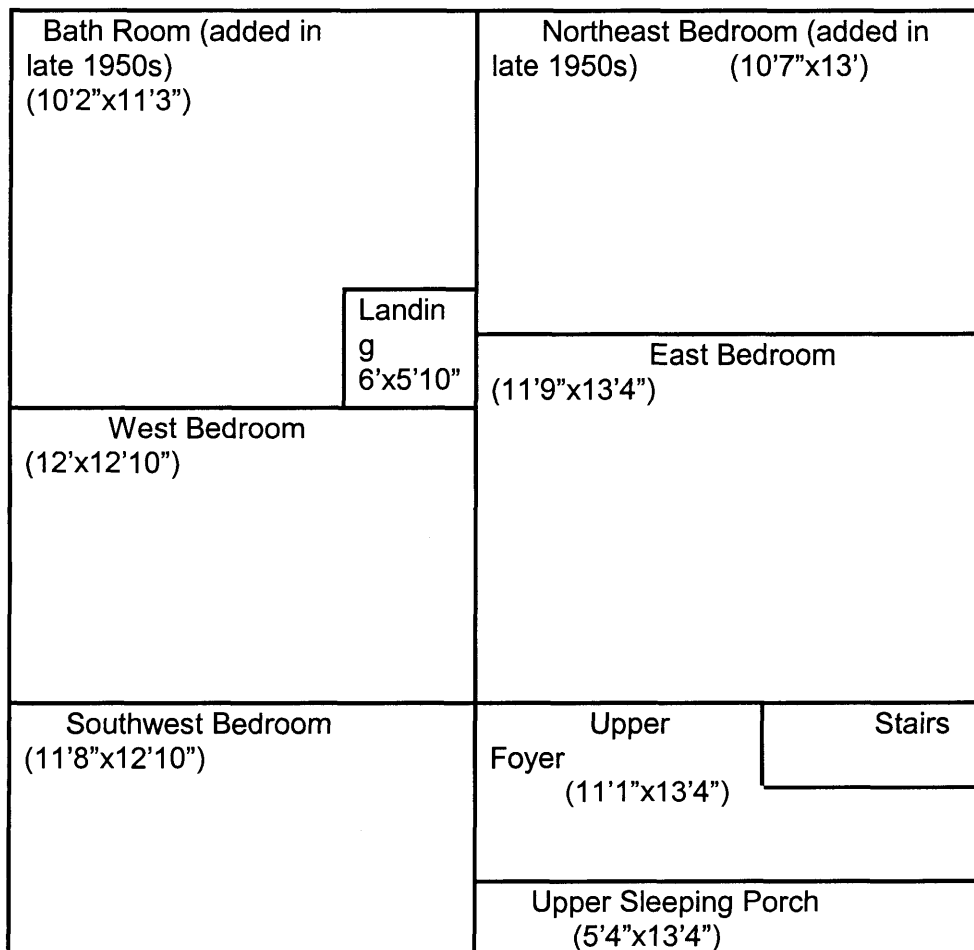 Bath Room (added in
late 1950s)
(10’2”x11’3”)
Northeast Bedroom (added in
late 1950s) (10’7”x13’)
Landin
g
6’x5’10”
East Bedroom
(11’9”x13’4”)
West Bedroom
(12’x12’10”)
Southwest Bedroom
(11’8”x12’10”)
Upper
Foyer
(11’1”x13’4”)
Stairs
Upper Sleeping Porch
(5’4”x13’4”)